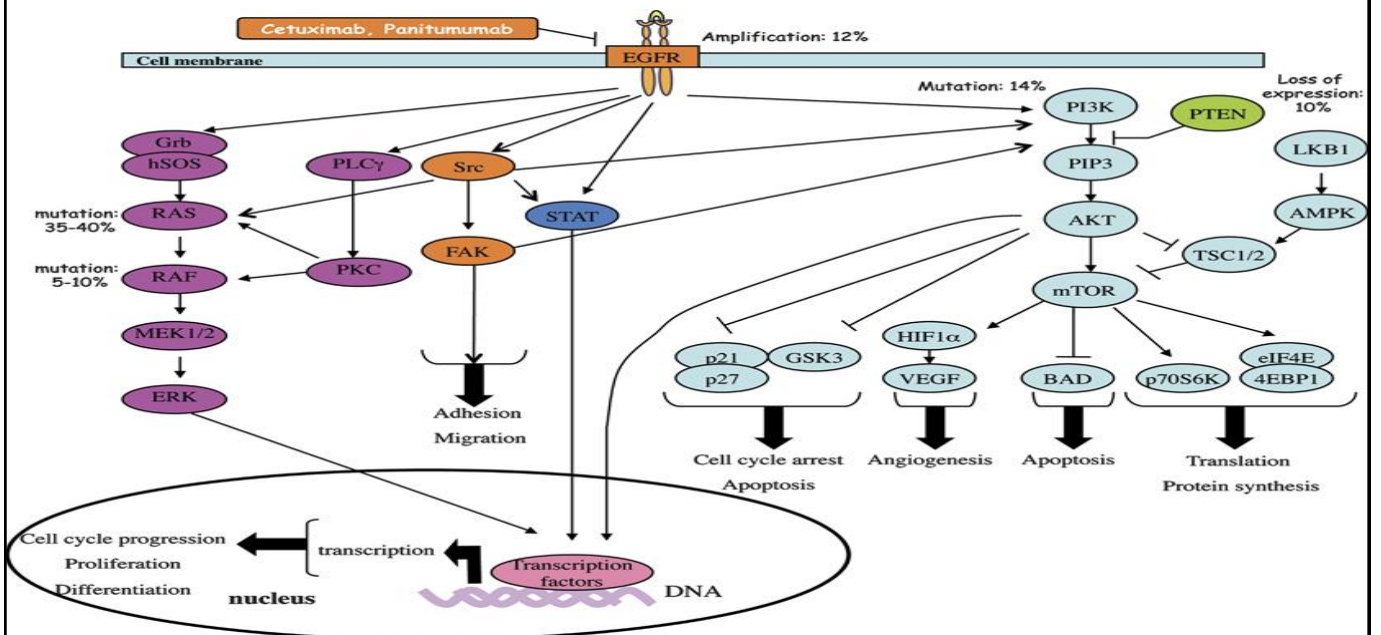 Cetuximab, Panitumumab
Amplification: 12%
EGFR
Cell membrane
Mutation: 14%
Loss of
expression:
10%
PI3K
PTEN
Grb
hSOS
PLCγ
Src
PIP3
LKB1
mutation:
35-40%
RAS
STAT
AKT
AMPK
FAK
TSC1/2
mutation:
5-10%
RAF
PKC
mTOR
MEK1/2
HIF1α
p21
GSK3
eIF4E
p27
VEGF
BAD
p70S6K
4EBP1
ERK
Adhesion
Migration
Cell cycle arrest
Apoptosis
Angiogenesis
Apoptosis
Translation
Protein synthesis
Cell cycle progression
Proliferation
Differentiation
transcription
Transcription
factors
DNA
nucleus